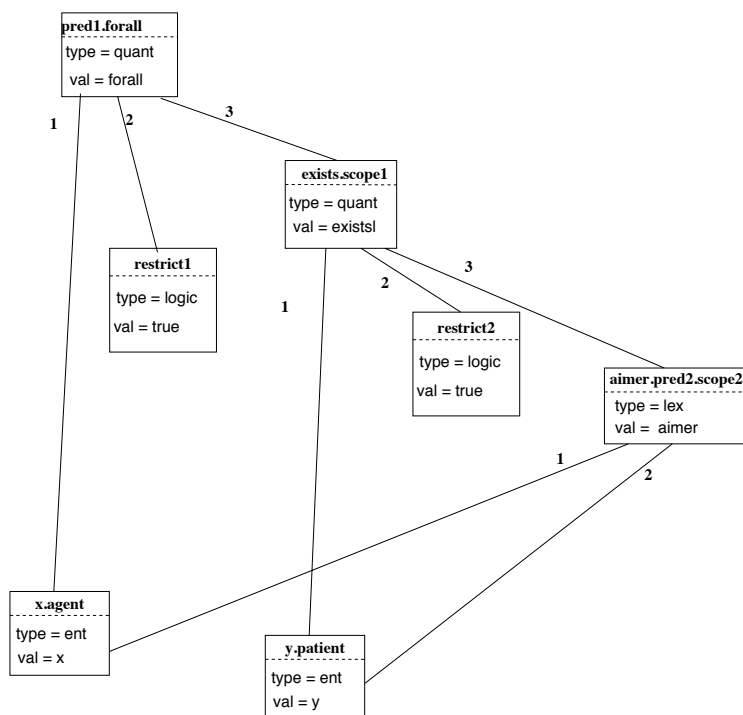 pred1.forall
type = quant
val = forall
1
2
3
exists.scope1
type = quant
val = existsl
restrict1
type = logic
val = true
1
2
3
restrict2
type = logic
val = true
aimer.pred2.scope2
type = lex
val = aimer
1
2
x.agent
type = ent
val = x
y.patient
type = ent
val = y